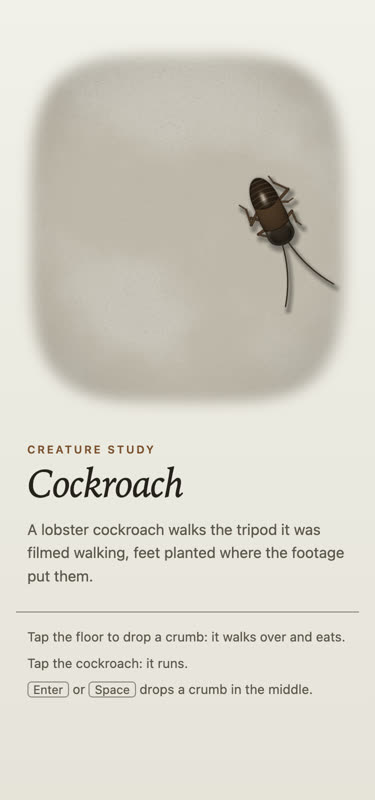 CREATURE STUDY
Cockroach
A lobster cockroach walks the tripod it was
filmed walking, feet planted where the footage
put them.
Tap the floor to drop a crumb: it walks over and eats.
Tap the cockroach: it runs.
Enter or Space drops a crumb in the middle.